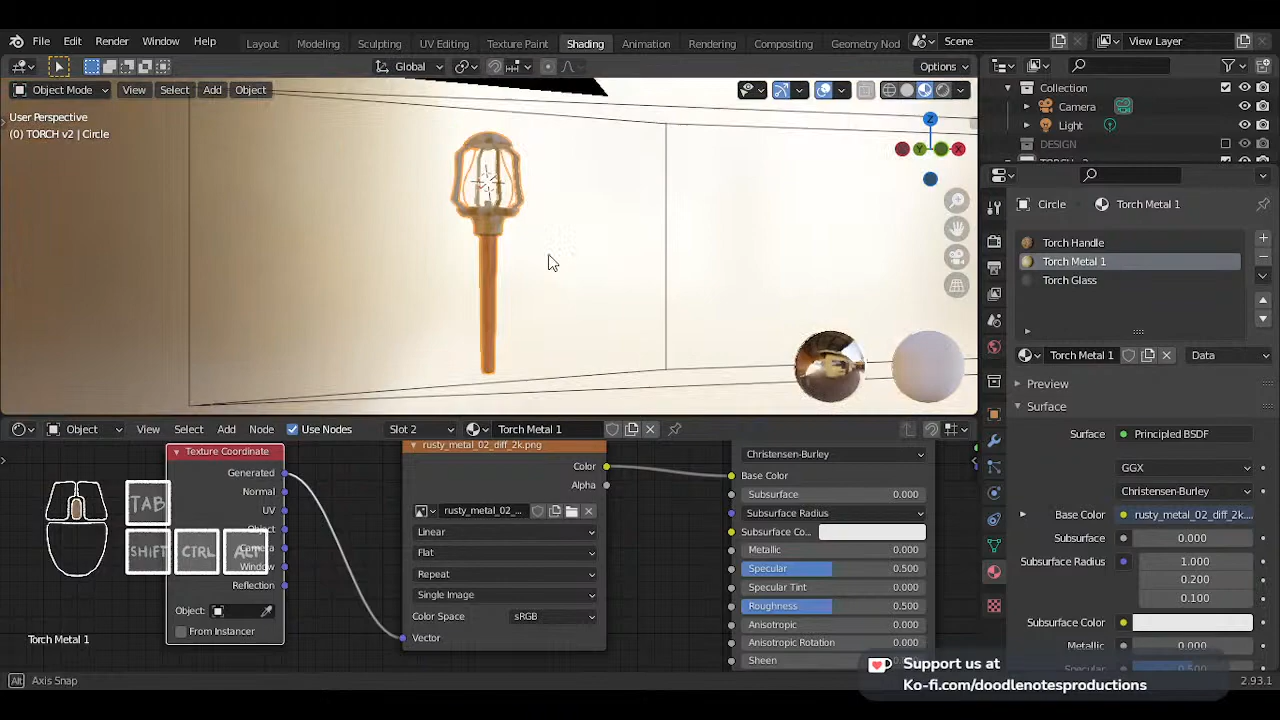 File Edit Render Window Help Layout Modeling Sculpting UV Editing Texture Paint Shading Animation Rendering Compositing Geometry Nod Scene View Layer
Global Options
Object Mode View Select Add Object
User Perspective
(0) TORCH v2 | Circle
Z
Y
X
Collection
Camera
Light
DESIGN
Circle Torch Metal 1
Torch Handle
Torch Metal 1
Torch Glass
Torch Metal 1 Data
Preview
Surface
Surface: Principled BSDF
GGX
Christensen-Burley
Base Color rusty_metal_02_diff_2k....
Subsurface 0.000
Subsurface Radius 1.000
0.200
0.100
Subsurface Color
Metallic 0.000
Object View Select Add Node Use Nodes Slot 2 Torch Metal 1
Texture Coordinate
Generated
Normal
UV
Object
Camera
Window
Reflection
Object:
From Instancer
rusty_metal_02_diff_2k.png
Color
Alpha
rusty_metal_02_...
Linear
Flat
Repeat
Single Image
Color Space sRGB
Vector
Christensen-Burley
Base Color
Subsurface 0.000
Subsurface Radius
Subsurface Co...
Metallic 0.000
Specular 0.500
Specular Tint 0.000
Roughness 0.500
Anisotropic 0.000
Anisotropic Rotation 0.000
Sheen
TAB
SHIFT CTRL ALT
Torch Metal 1
Support us at
Ko-fi.com/doodlenotesproductions
Alt Axis Snap 2.93.1